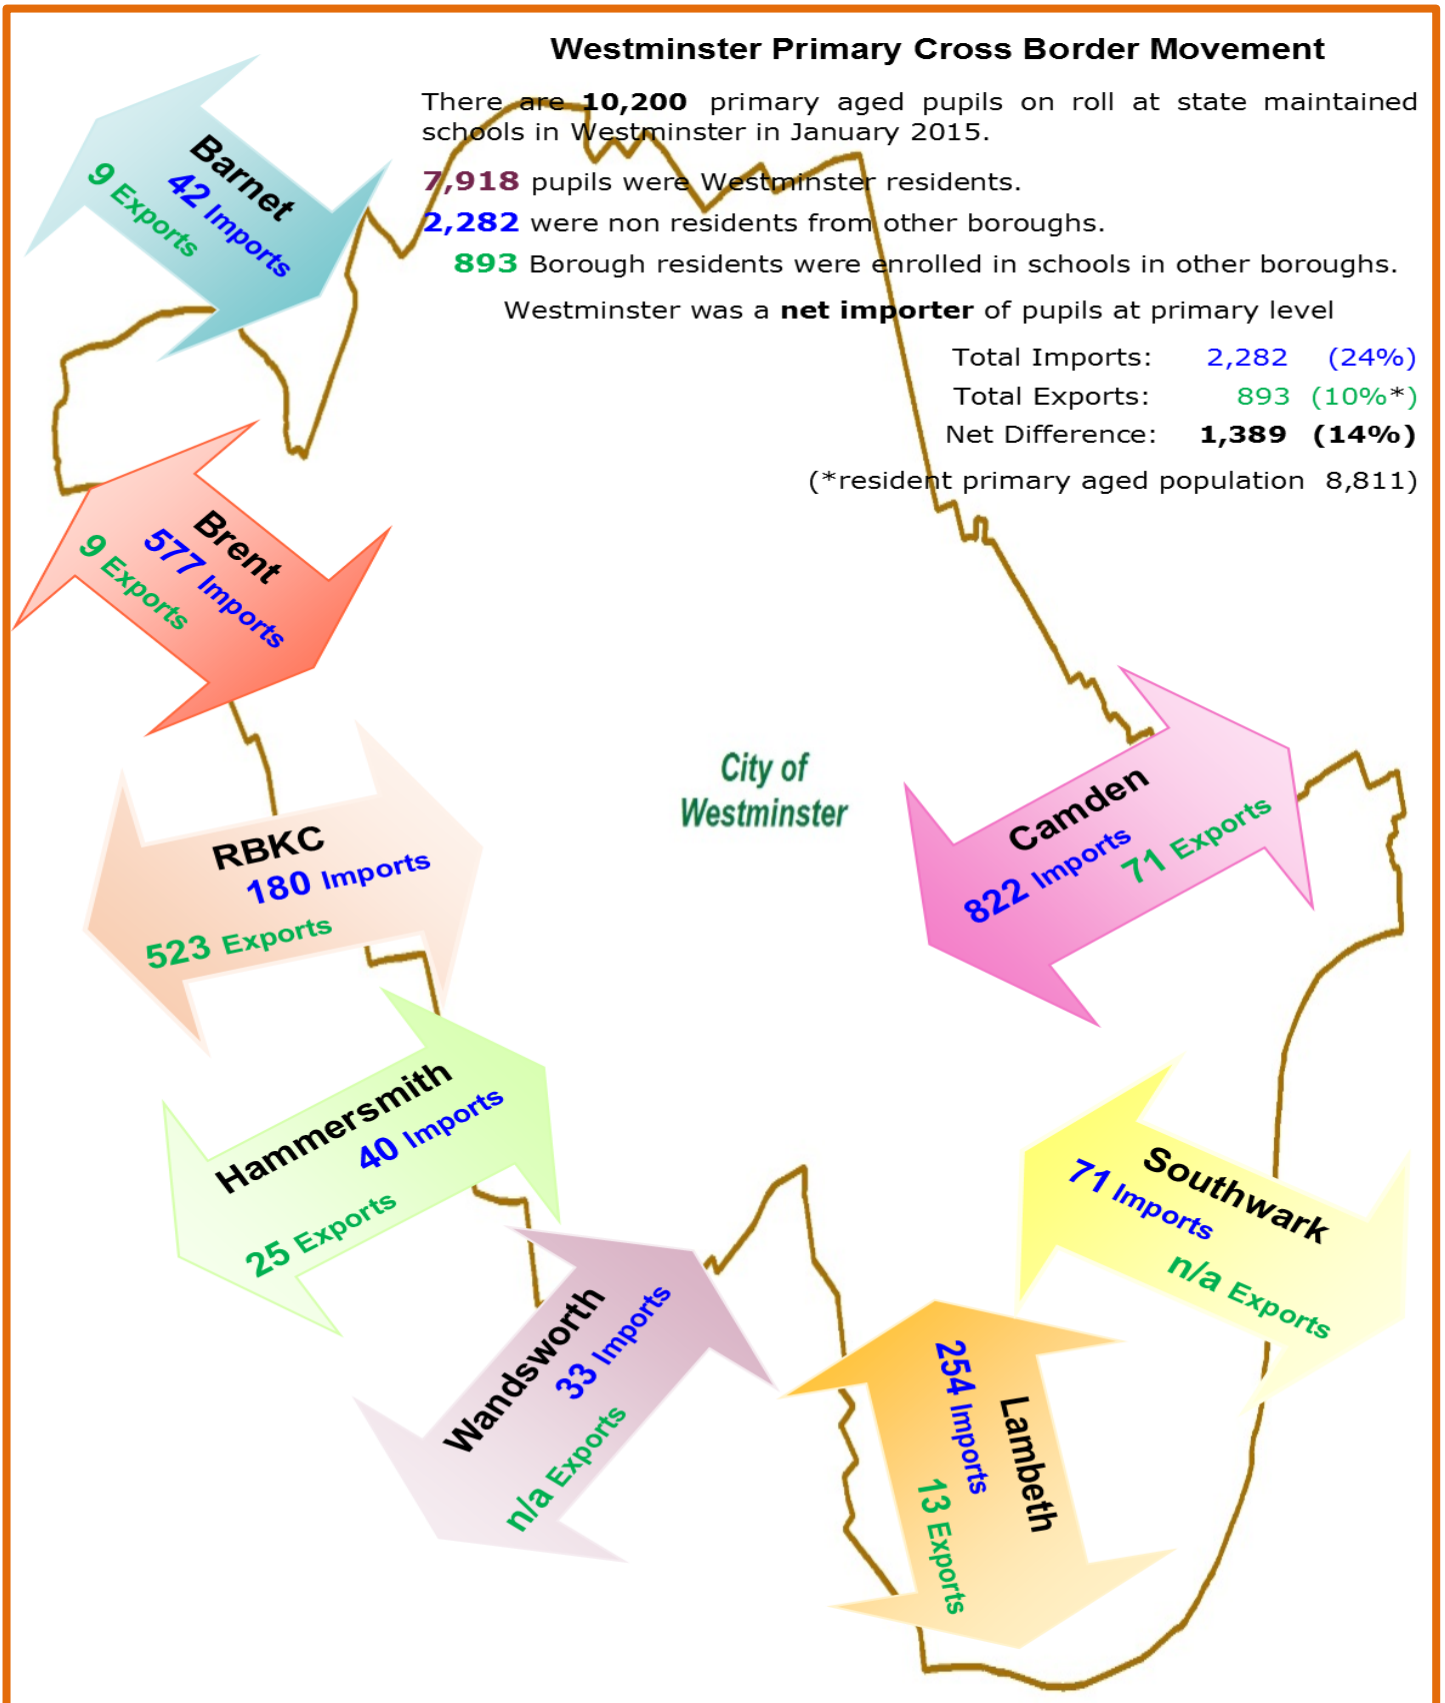 Westminster Primary Cross Border Movement
There are 10,200 primary aged pupils on roll at state maintained
schools in Westminster in January 2015.
7,918 pupils were Westminster residents.
2,282 were non residents from other boroughs.
893 Borough residents were enrolled in schools in other boroughs.
Westminster was a net importer of pupils at primary level
Total Imports: 2,282 (24%)
Total Exports: 893 (10%*)
Net Difference: 1,389 (14%)
(*resident primary aged population 8,811)
Barnet
42 Imports
9 Exports
Brent
577 Imports
9 Exports
City of
Westminster
Camden
822 Imports
71 Exports
RBKC
180 Imports
523 Exports
Hammersmith
40 Imports
25 Exports
Southwark
71 Imports
n/a Exports
Wandsworth
33 Imports
n/a Exports
Lambeth
254 Imports
13 Exports